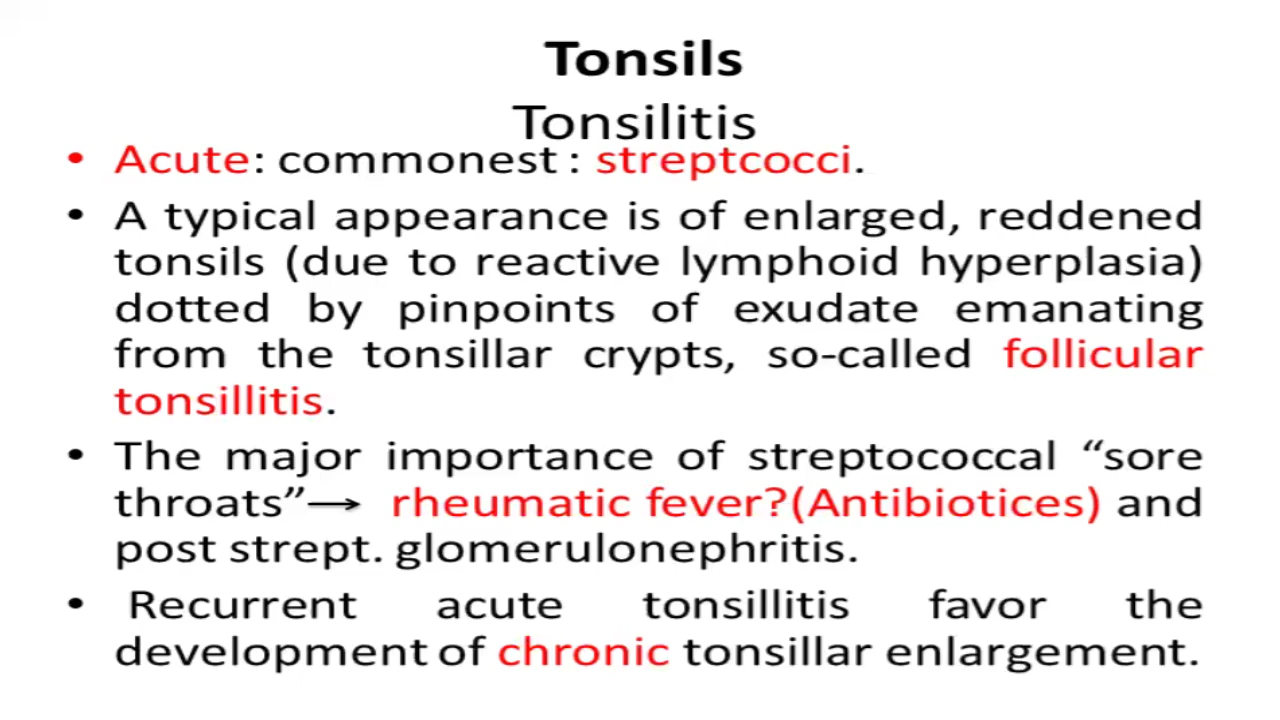 Tonsils
Tonsilitis
• Acute: commonest : streptcocci.
• A typical appearance is of enlarged, reddened
tonsils (due to reactive lymphoid hyperplasia)
dotted by pinpoints of exudate emanating
from the tonsillar crypts, so-called follicular
tonsillitis.
• The major importance of streptococcal “sore
throats”→ rheumatic fever?(Antibiotices) and
post strept. glomerulonephritis.
• Recurrent acute tonsillitis favor the
development of chronic tonsillar enlargement.